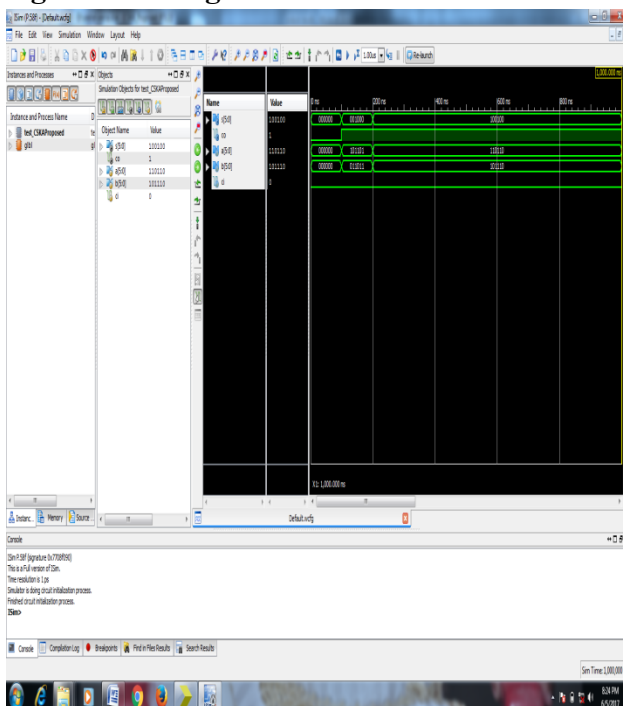 ISim (P.58f) - [Default.wcfg]
File Edit View Simulation Window Layout Help
1.00us Re-launch
Instances and Processes
Objects
Simulation Objects for test_CSKAProposed
Instance and Process Name
test_CSKAProposed
glbl
Object Name Value
s[5:0] 100100
co 1
a[5:0] 110110
b[5:0] 101110
ci 0
Name Value
s[5:0] 100100
co 1
a[5:0] 110110
b[5:0] 101110
ci 0
1,000.000 ns
0 ns 200 ns 400 ns 600 ns 800 ns
000000 001000 100100
000000 101101 110110
000000 011011 101110
X1: 1,000.000 ns
Instanc... Memory Source
Default.wcfg
Console
ISim P.58f (signature 0x7708f090)
This is a Full version of ISim.
Time resolution is 1 ps
Simulator is doing circuit initialization process.
Finished circuit initialization process.
ISim>
Console Compilation Log Breakpoints Find in Files Results Search Results
Sim Time: 1,000,000
8:24 PM
6/5/2017